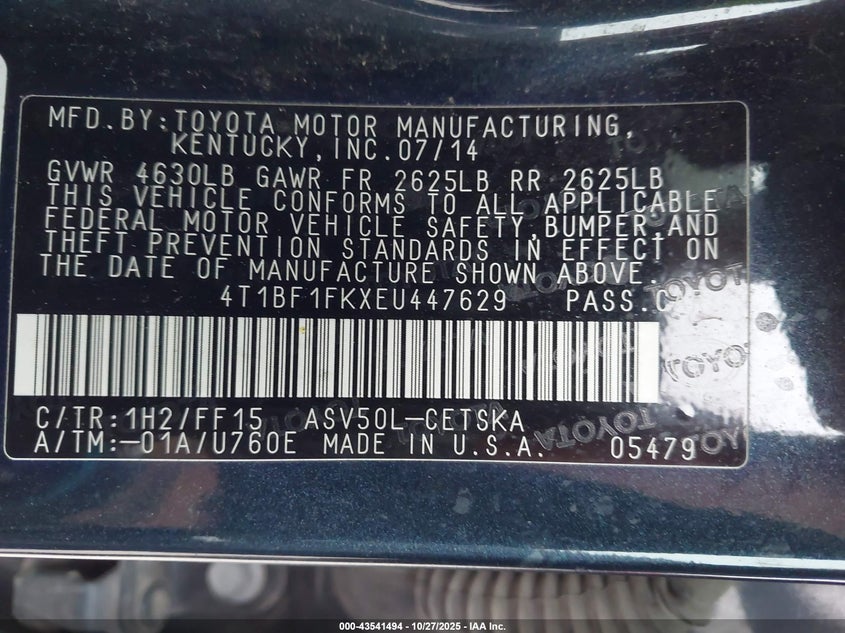 MFD.BY:TOYOTA MOTOR MANUFACTURING,
KENTUCKY,INC.07/14
GVWR 4630LB GAWR FR 2625LB RR 2625LB
THIS VEHICLE CONFORMS TO ALL APPLICABLE
FEDERAL MOTOR VEHICLE SAFETY,BUMPER,AND
THEFT PREVENTION STANDARDS IN EFFECT ON
THE DATE OF MANUFACTURE SHOWN ABOVE.
4T1BF1FKXEU447629 PASS.C
C/TR:1H2/FF15 ASV50L-CETSKA
A/TM:-01A/U760E MADE IN U.S.A. 05479
TOYOTA
TOYOTA
000-43541494 | 10/27/2025 - IAA Inc.